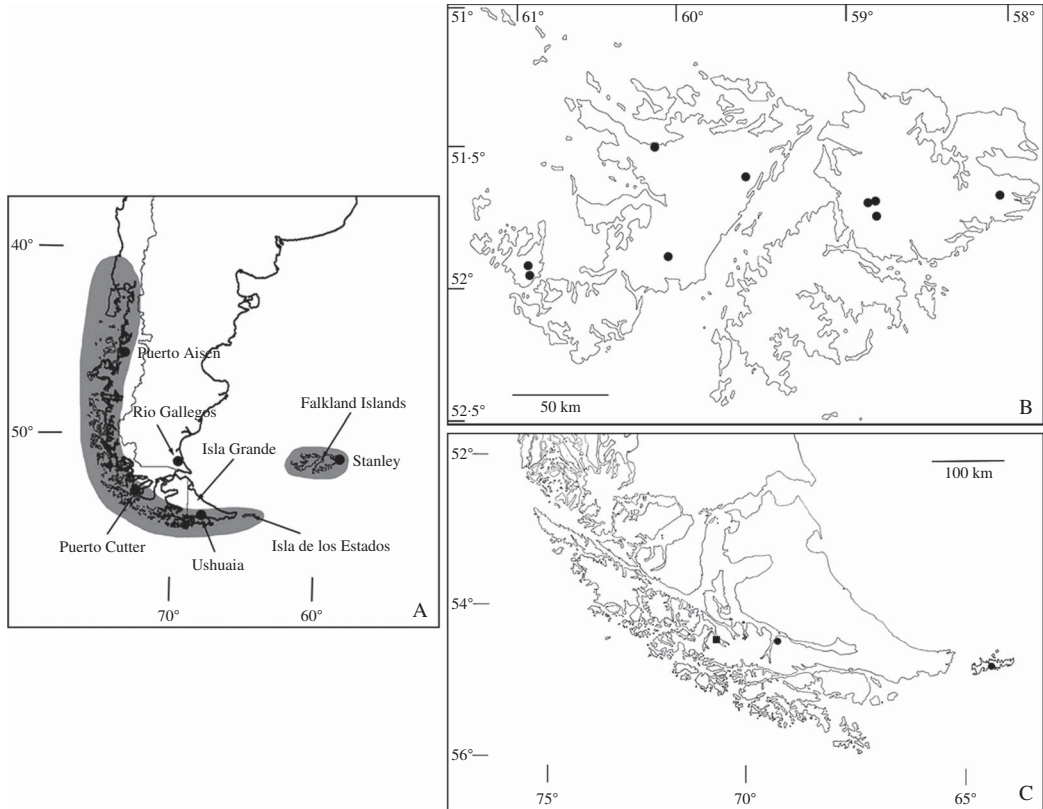 40°
50°
70°
60°
Puerto Aisen
Rio Gallegos
Isla Grande
Falkland Islands
Stanley
Puerto Cutter
Ushuaia
Isla de los Estados
A
51°
61°
60°
59°
58°
51·5°
52°
52·5°
50 km
B
52°
54°
56°
100 km
75°
70°
65°
C